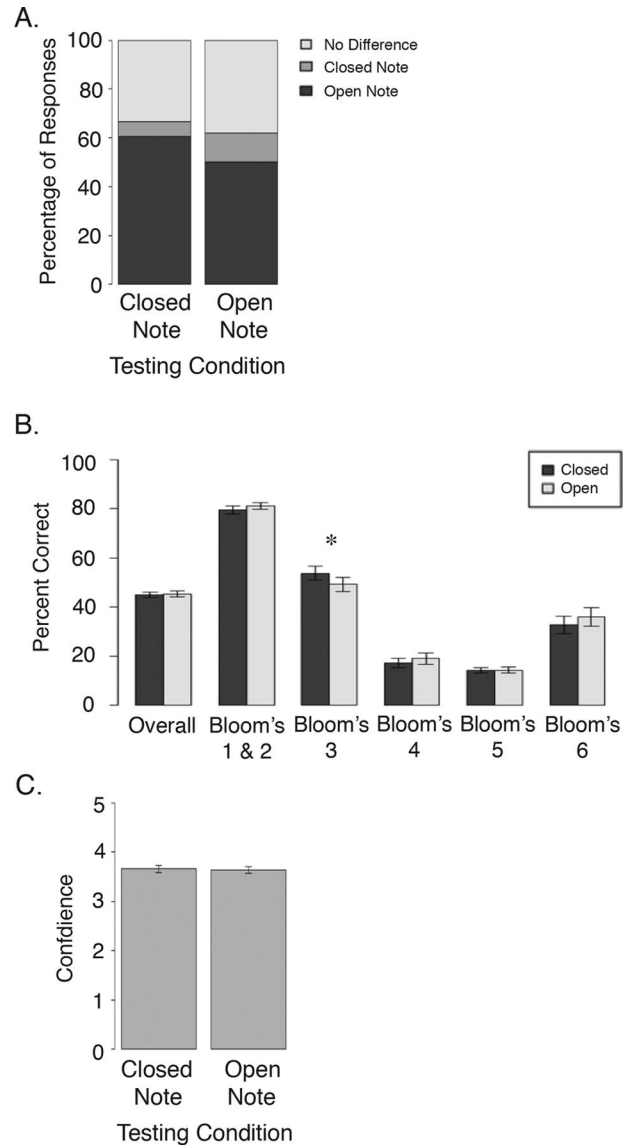 A.
Percentage of Responses
100
80
60
40
20
0
Closed Note
Open Note
Testing Condition
No Difference
Closed Note
Open Note
B.
Percent Correct
100
80
60
40
20
0
*
Closed
Open
Overall
Bloom's 1 & 2
Bloom's 3
Bloom's 4
Bloom's 5
Bloom's 6
C.
Confdience
5
4
3
2
1
0
Closed Note
Open Note
Testing Condition